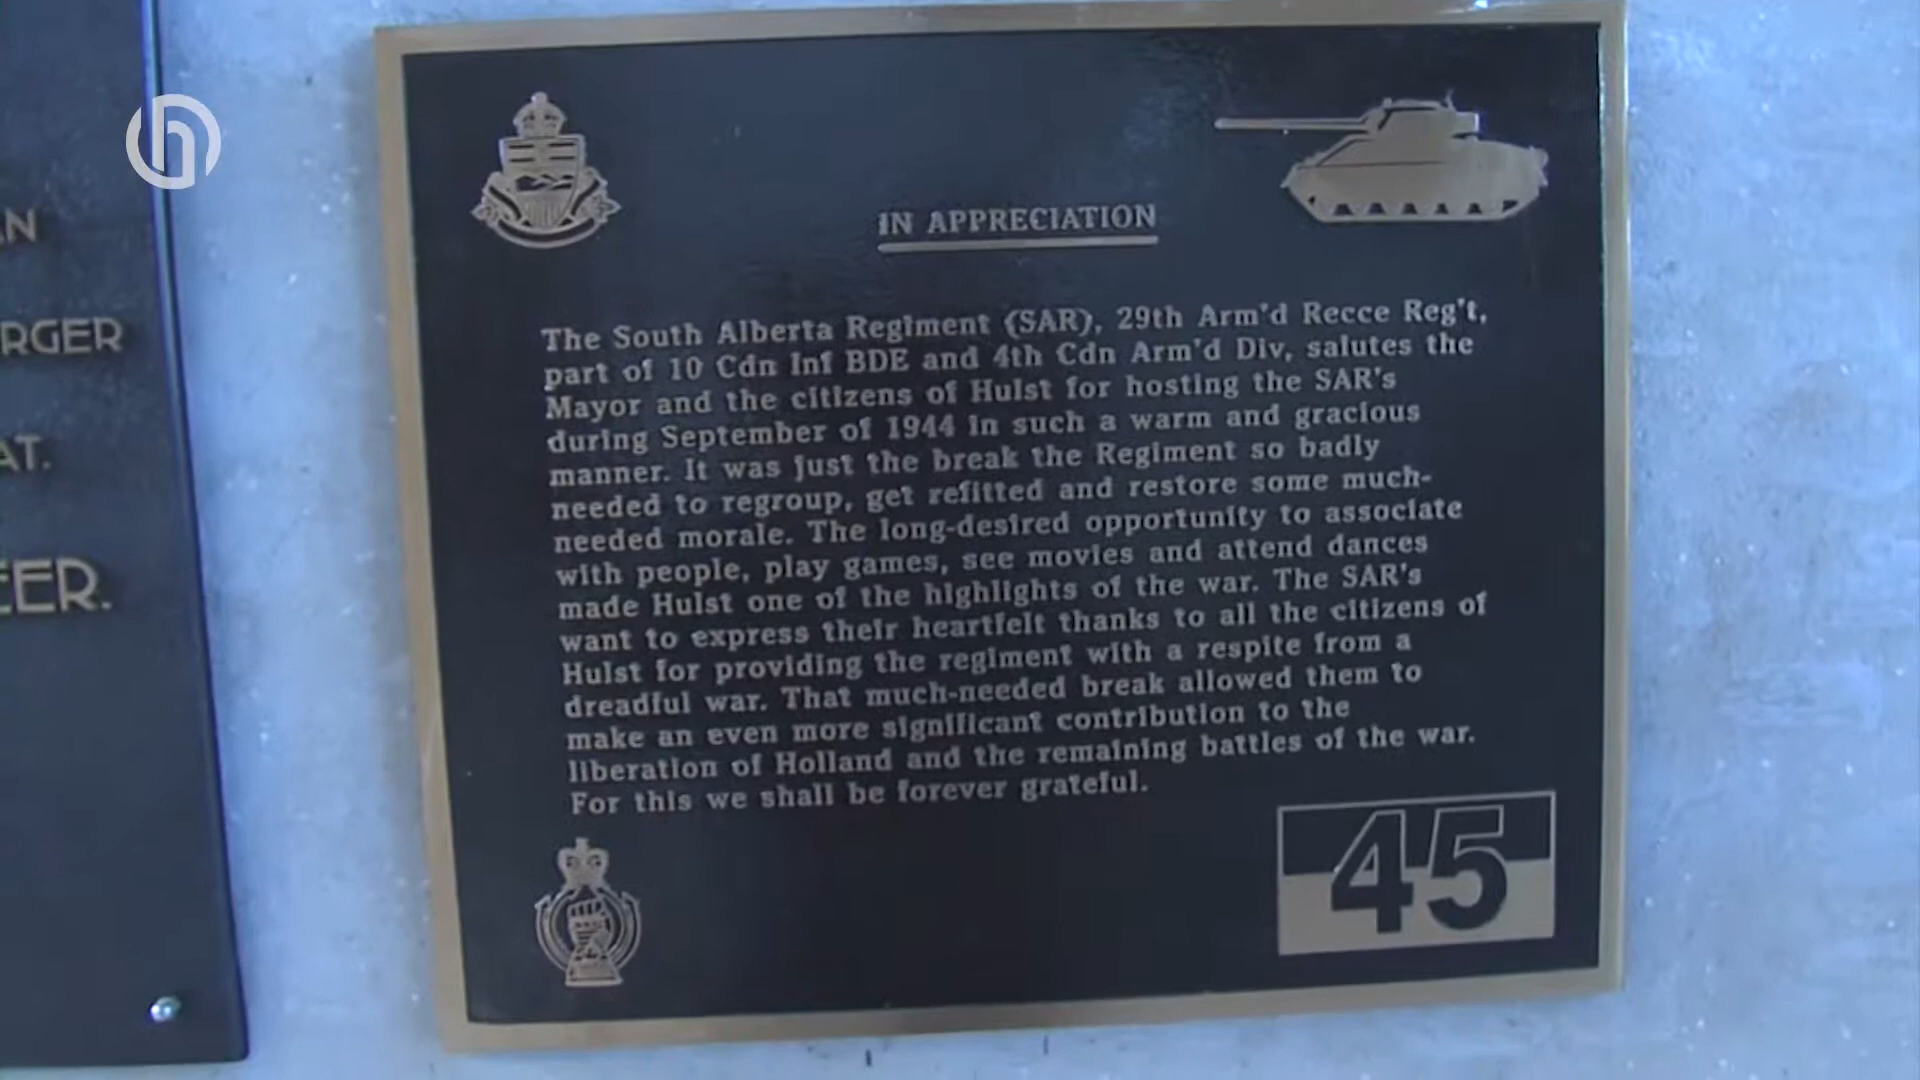 h
AN
RGER
AT.
EER.
IN APPRECIATION
The South Alberta Regiment (SAR), 29th Arm'd Recce Reg't,
part of 10 Cdn Inf BDE and 4th Cdn Arm'd Div, salutes the
Mayor and the citizens of Hulst for hosting the SAR's
during September of 1944 in such a warm and gracious
manner. It was just the break the Regiment so badly
needed to regroup, get refitted and restore some much-
needed morale. The long-desired opportunity to associate
with people, play games, see movies and attend dances
made Hulst one of the highlights of the war. The SAR's
want to express their heartfelt thanks to all the citizens of
Hulst for providing the regiment with a respite from a
dreadful war. That much-needed break allowed them to
make an even more significant contribution to the
liberation of Holland and the remaining battles of the war.
For this we shall be forever grateful.
45